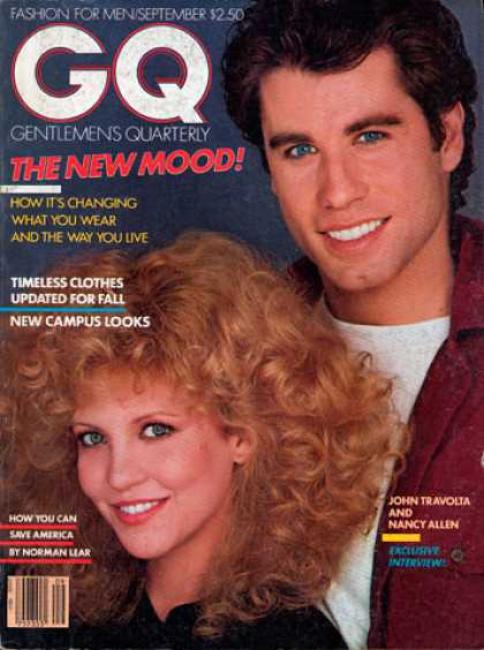 FASHION FOR MEN/SEPTEMBER $2.50
GQ
GENTLEMEN'S QUARTERLY
THE NEW MOOD!
HOW IT'S CHANGING
WHAT YOU WEAR
AND THE WAY YOU LIVE
TIMELESS CLOTHES
UPDATED FOR FALL
NEW CAMPUS LOOKS
HOW YOU CAN
SAVE AMERICA
BY NORMAN LEAR
JOHN TRAVOLTA
AND
NANCY ALLEN
EXCLUSIVE
INTERVIEW!